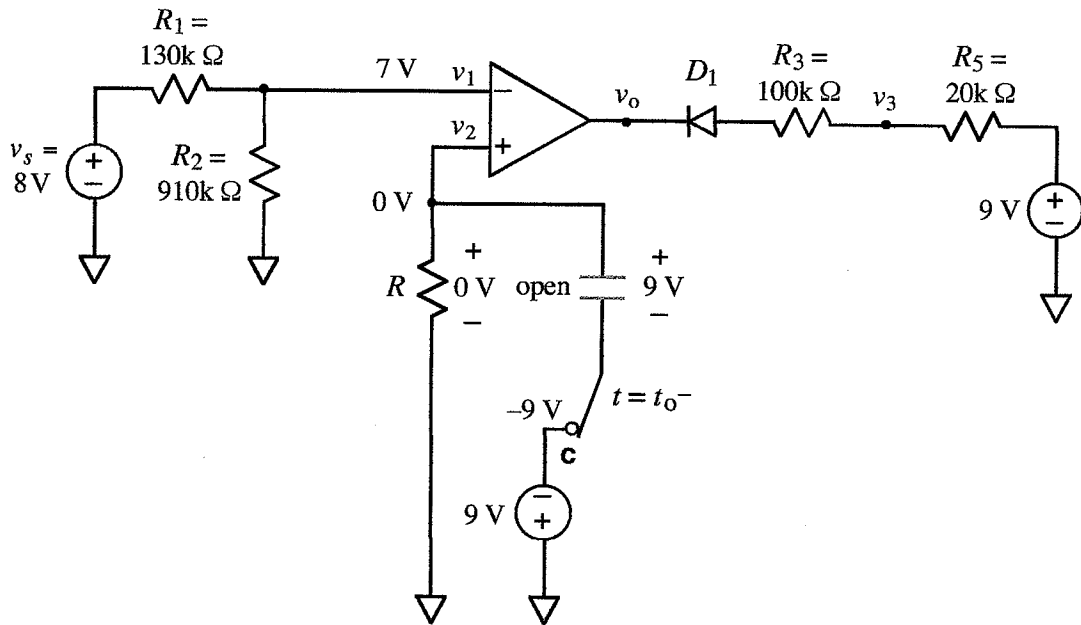 R1 =
130k Ω
7 V
v1
−
v2
+
vo
D1
R3 =
100k Ω
v3
R5 =
20k Ω
vs =
8 V
+
−
R2 =
910k Ω
0 V
R
+
0 V
−
open
+
9 V
−
9 V
+
−
t = to−
–9 V
C
9 V
−
+